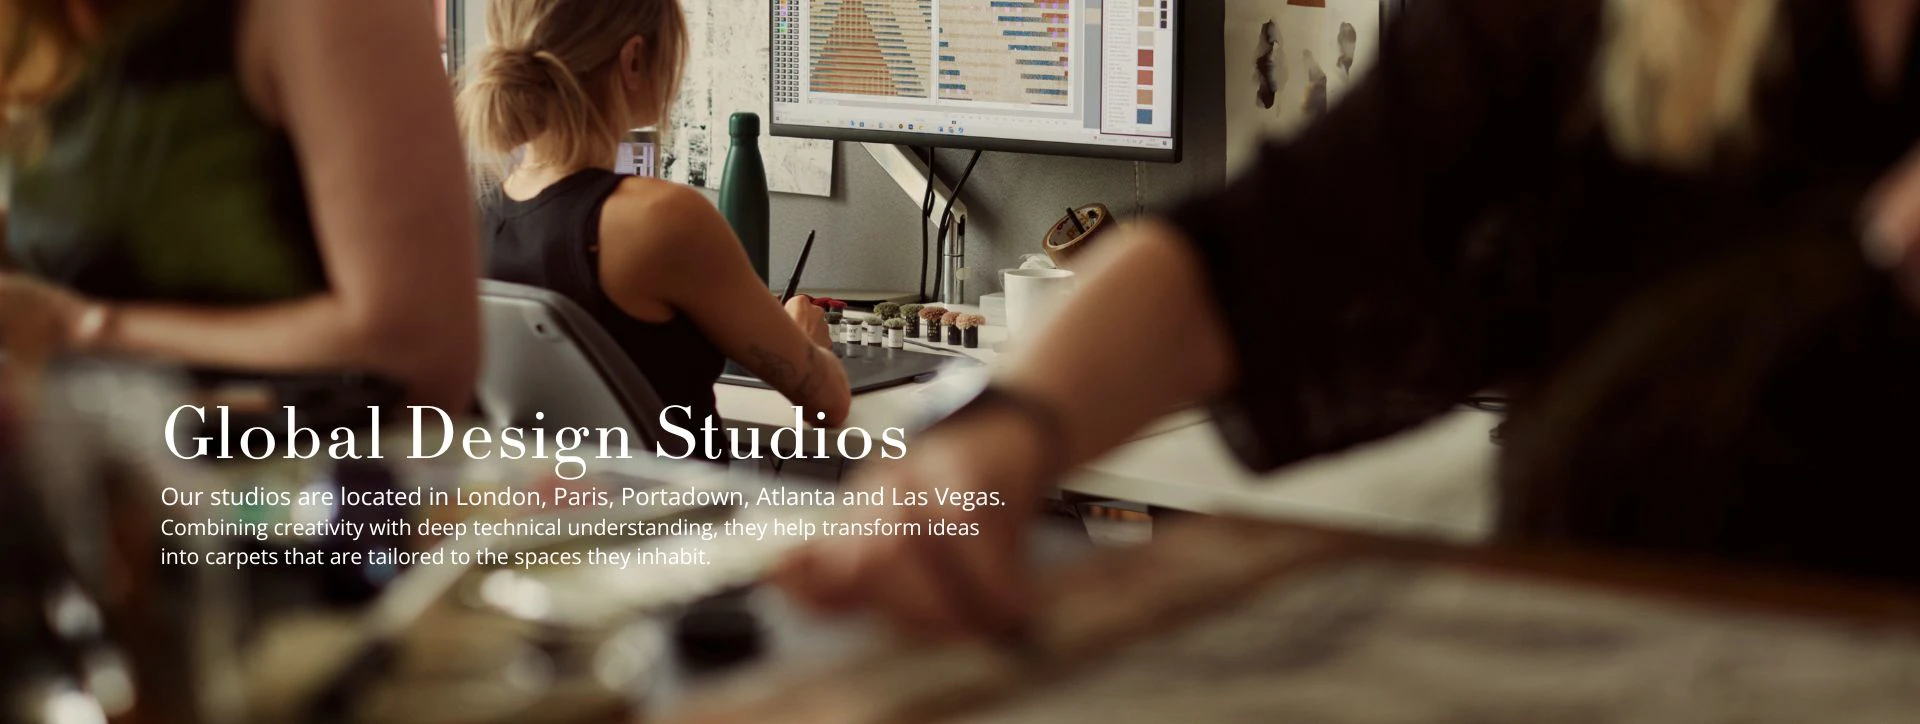 Global Design Studios
Our studios are located in London, Paris, Portadown, Atlanta and Las Vegas.
Combining creativity with deep technical understanding, they help transform ideas
into carpets that are tailored to the spaces they inhabit.